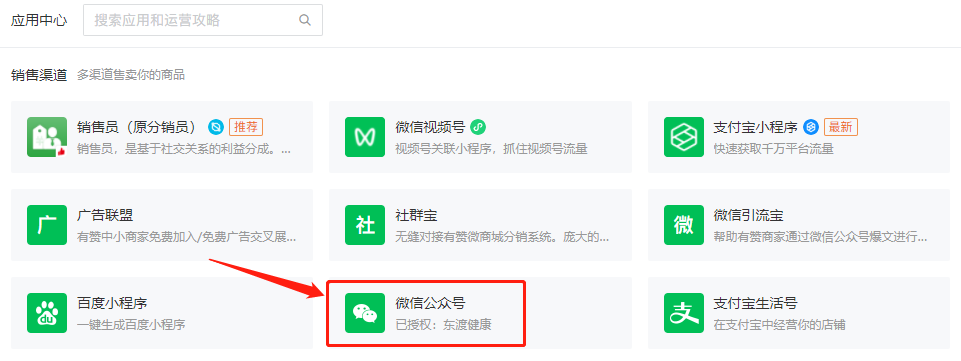 应用中心 搜索应用和运营攻略
销售渠道 多渠道售卖你的商品
销售员（原分销员） 推荐
销售员，是基于社交关系的利益分成。...
微信视频号
视频号关联小程序，抓住视频号流量
支付宝小程序 最新
快速获取千万平台流量
广 广告联盟
有赞中小商家免费加入/免费广告交叉展...
社 社群宝
无缝对接有赞微商城分销系统。庞大的...
微 微信引流宝
帮助有赞商家通过微信公众号爆文进行...
du 百度小程序
一键生成百度小程序
微信公众号
已授权：东渡健康
支 支付宝生活号
在支付宝中经营你的店铺